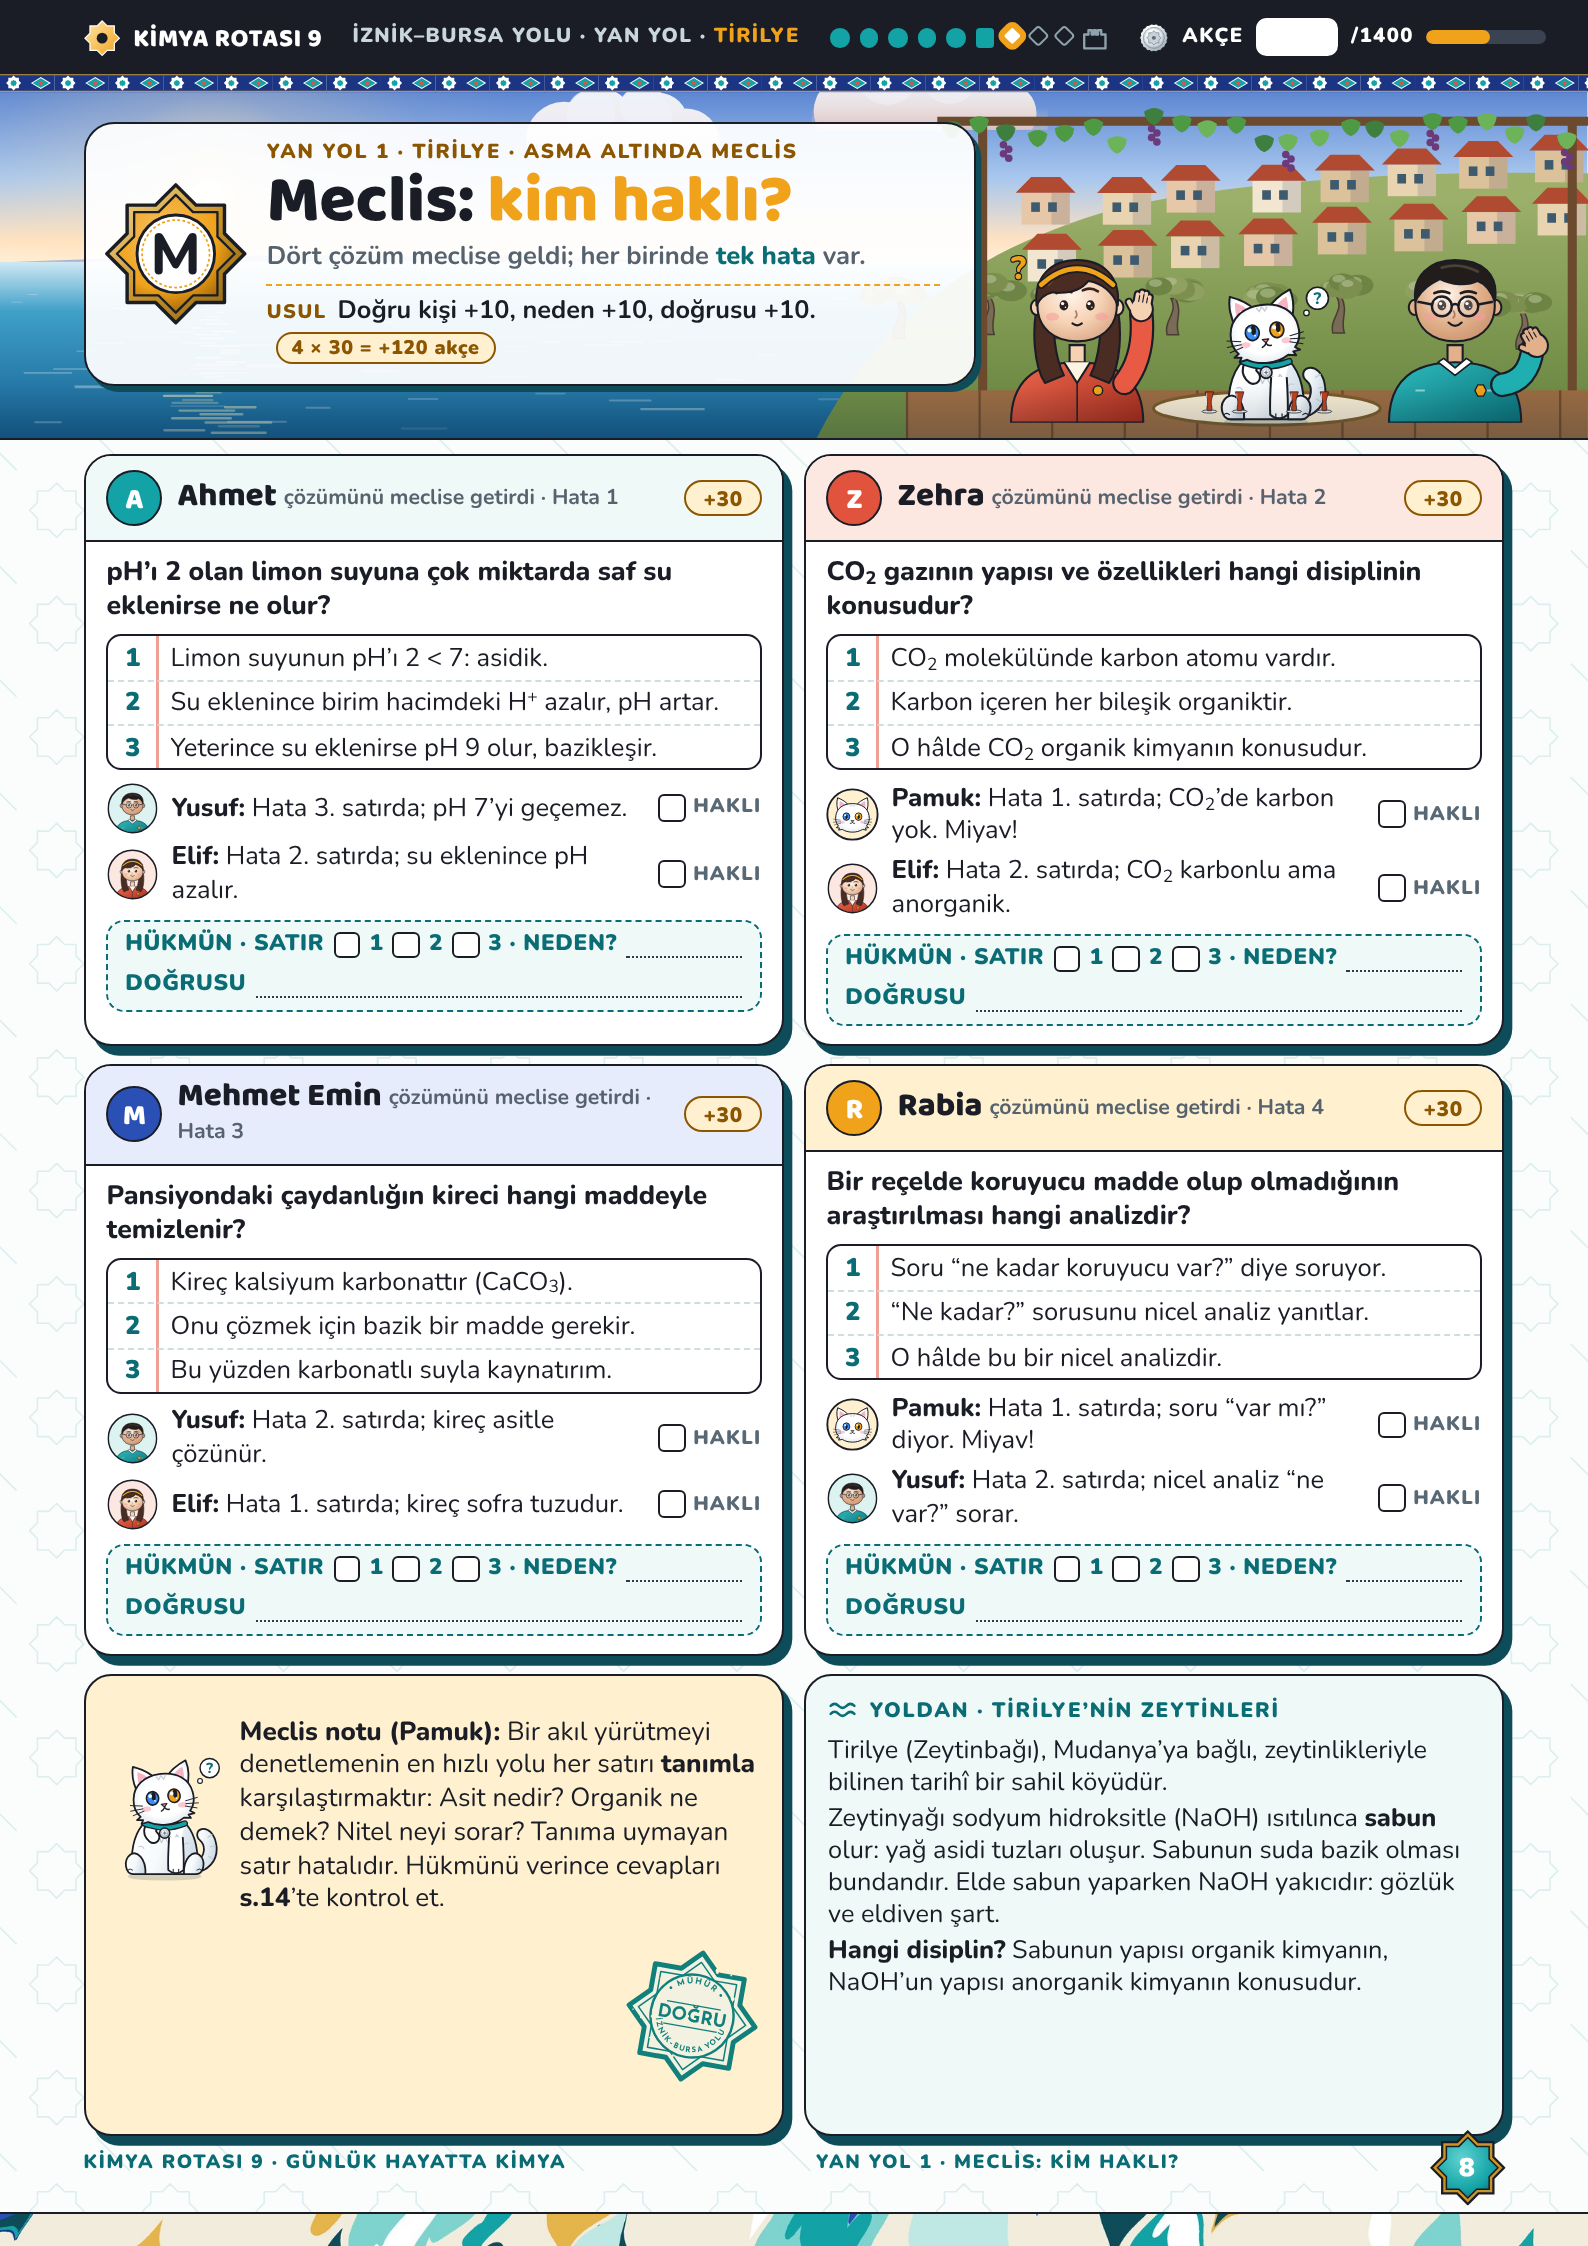 KİMYA ROTASI 9 İZNİK–BURSA YOLU · YAN YOL · TİRİLYE AKÇE /1400
YAN YOL 1 · TİRİLYE · ASMA ALTINDA MECLİS
M
Meclis: kim haklı?
Dört çözüm meclise geldi; her birinde tek hata var.
USUL Doğru kişi +10, neden +10, doğrusu +10.
4 × 30 = +120 akçe
?
?
A Ahmet çözümünü meclise getirdi · Hata 1 +30
pH’ı 2 olan limon suyuna çok miktarda saf su
eklenirse ne olur?
1 Limon suyunun pH’ı 2 < 7: asidik.
2 Su eklenince birim hacimdeki H⁺ azalır, pH artar.
3 Yeterince su eklenirse pH 9 olur, bazikleşir.
Yusuf: Hata 3. satırda; pH 7’yi geçemez. HAKLI
Elif: Hata 2. satırda; su eklenince pH
azalır. HAKLI
HÜKMÜN · SATIR 1 2 3 · NEDEN?
DOĞRUSU
Z Zehra çözümünü meclise getirdi · Hata 2 +30
CO₂ gazının yapısı ve özellikleri hangi disiplinin
konusudur?
1 CO₂ molekülünde karbon atomu vardır.
2 Karbon içeren her bileşik organiktir.
3 O hâlde CO₂ organik kimyanın konusudur.
Pamuk: Hata 1. satırda; CO₂’de karbon
yok. Miyav! HAKLI
Elif: Hata 2. satırda; CO₂ karbonlu ama
anorganik. HAKLI
HÜKMÜN · SATIR 1 2 3 · NEDEN?
DOĞRUSU
M Mehmet Emin çözümünü meclise getirdi ·
Hata 3 +30
Pansiyondaki çaydanlığın kireci hangi maddeyle
temizlenir?
1 Kireç kalsiyum karbonattır (CaCO₃).
2 Onu çözmek için bazik bir madde gerekir.
3 Bu yüzden karbonatlı suyla kaynatırım.
Yusuf: Hata 2. satırda; kireç asitle
çözünür. HAKLI
Elif: Hata 1. satırda; kireç sofra tuzudur. HAKLI
HÜKMÜN · SATIR 1 2 3 · NEDEN?
DOĞRUSU
R Rabia çözümünü meclise getirdi · Hata 4 +30
Bir reçelde koruyucu madde olup olmadığının
araştırılması hangi analizdir?
1 Soru “ne kadar koruyucu var?” diye soruyor.
2 “Ne kadar?” sorusunu nicel analiz yanıtlar.
3 O hâlde bu bir nicel analizdir.
Pamuk: Hata 1. satırda; soru “var mı?”
diyor. Miyav! HAKLI
Yusuf: Hata 2. satırda; nicel analiz “ne
var?” sorar. HAKLI
HÜKMÜN · SATIR 1 2 3 · NEDEN?
DOĞRUSU
?
Meclis notu (Pamuk): Bir akıl yürütmeyi
denetlemenin en hızlı yolu her satırı tanımla
karşılaştırmaktır: Asit nedir? Organik ne
demek? Nitel neyi sorar? Tanıma uymayan
satır hatalıdır. Hükmünü verince cevapları
s.14’te kontrol et.
• MÜHÜR •
DOĞRU
İZNİK-BURSA YOLU
YOLDAN · TİRİLYE’NİN ZEYTİNLERİ
Tirilye (Zeytinbağı), Mudanya’ya bağlı, zeytinlikleriyle
bilinen tarihî bir sahil köyüdür.
Zeytinyağı sodyum hidroksitle (NaOH) ısıtılınca sabun
olur: yağ asidi tuzları oluşur. Sabunun suda bazik olması
bundandır. Elde sabun yaparken NaOH yakıcıdır: gözlük
ve eldiven şart.
Hangi disiplin? Sabunun yapısı organik kimyanın,
NaOH’un yapısı anorganik kimyanın konusudur.
KİMYA ROTASI 9 · GÜNLÜK HAYATTA KİMYA
YAN YOL 1 · MECLİS: KİM HAKLI?
8